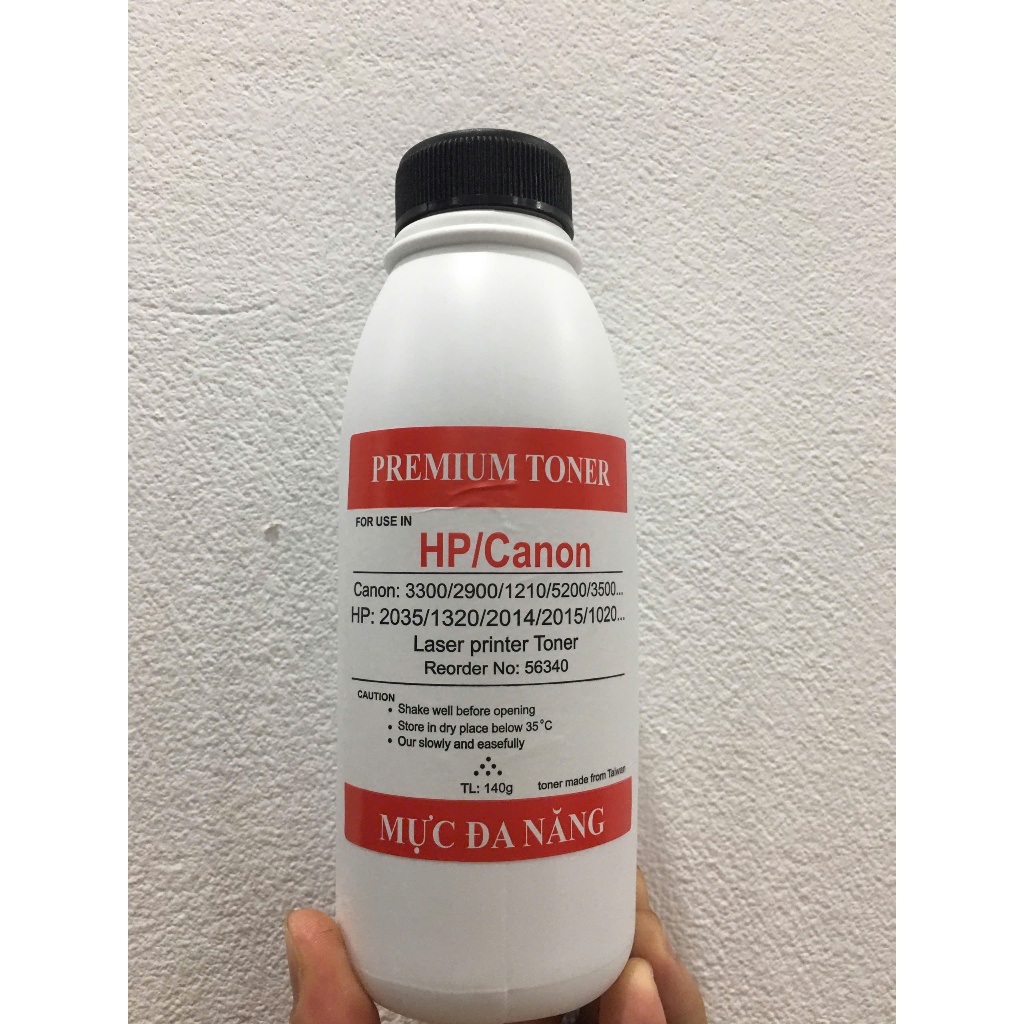 PREMIUM TONER
FOR USE IN
HP/Canon
Canon: 3300/2900/1210/5200/3500...
HP: 2035/1320/2014/2015/1020...
Laser printer Toner
Reorder No: 56340
CAUTION
• Shake well before opening
• Store in dry place below 35°C
• Our slowly and easefully
TL: 140g
toner made from Taiwan
MỰC ĐA NĂNG